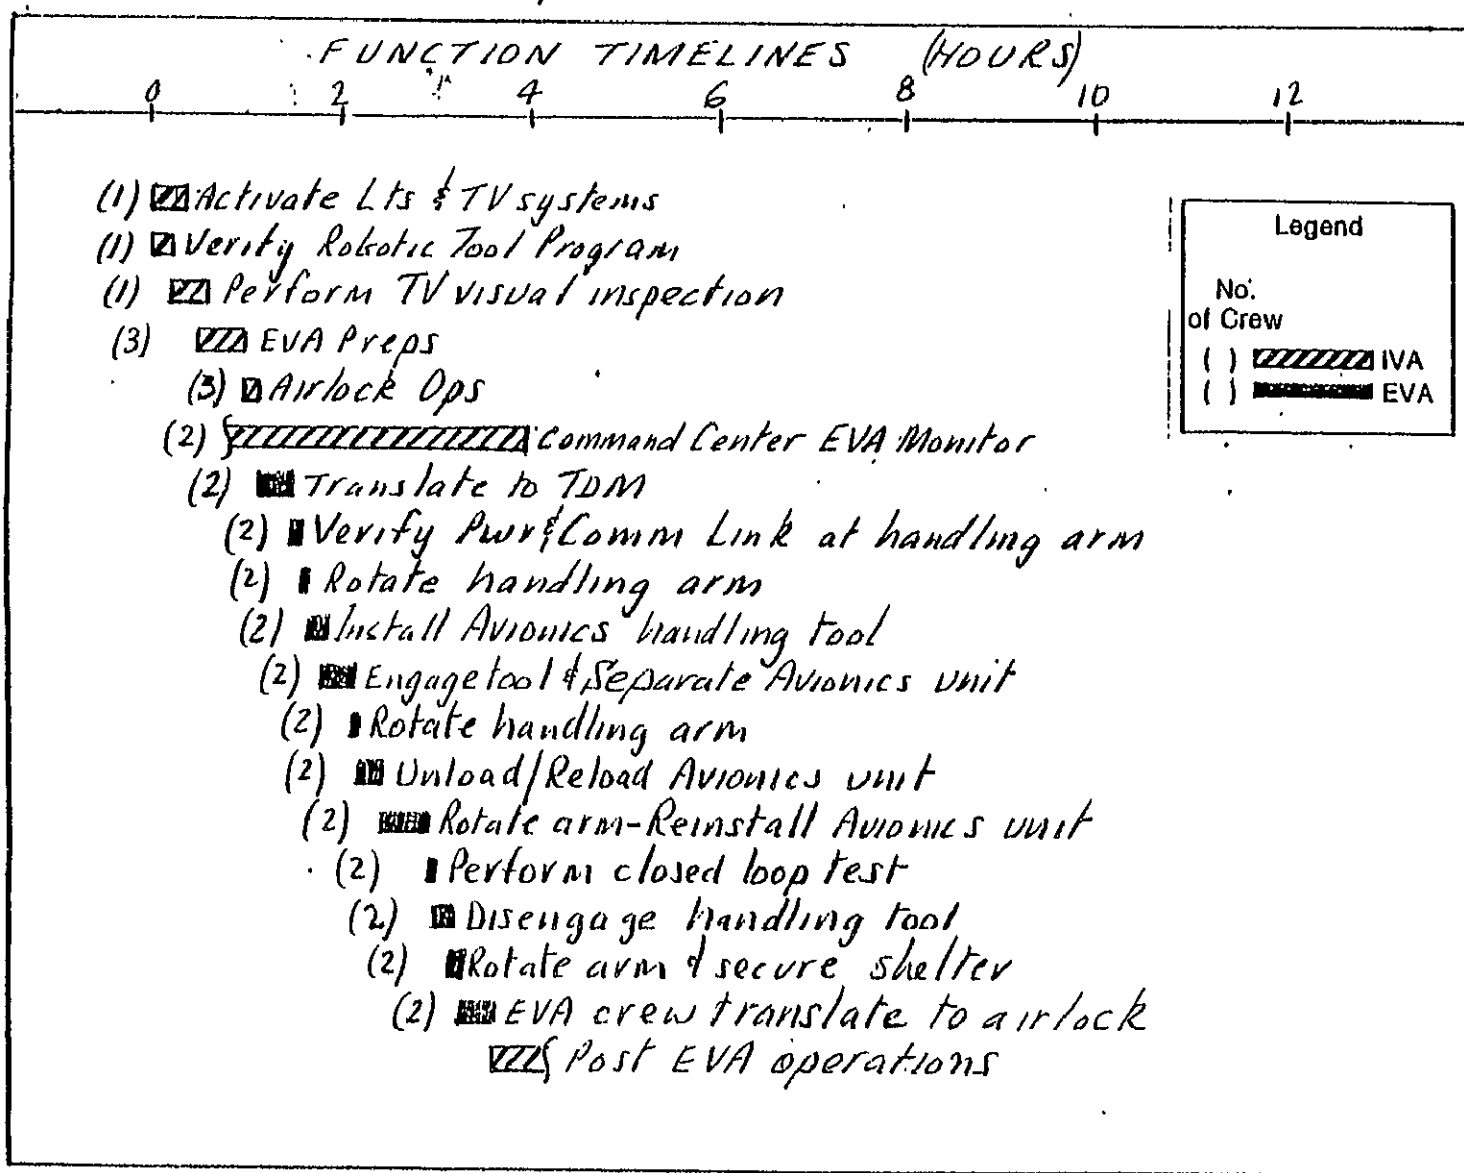 FUNCTION TIMELINES (HOURS)
0 2 4 6 8 10 12
(1) Activate Lts & TV systems
(1) Verify Robotic Tool Program
(1) Perform TV visual inspection
(3) EVA Preps
(3) Airlock Ops
(2) Command Center EVA Monitor
(2) Translate to TDM
(2) Verify Pwr & Comm Link at handling arm
(2) Rotate handling arm
(2) Install Avionics handling tool
(2) Engage tool & Separate Avionics unit
(2) Rotate handling arm
(2) Unload/Reload Avionics unit
(2) Rotate arm-Reinstall Avionics unit
(2) Perform closed loop test
(2) Disengage handling tool
(2) Rotate arm & secure shelter
(2) EVA crew translate to airlock
Post EVA operations
Legend
No.
of Crew
( ) IVA
( ) EVA